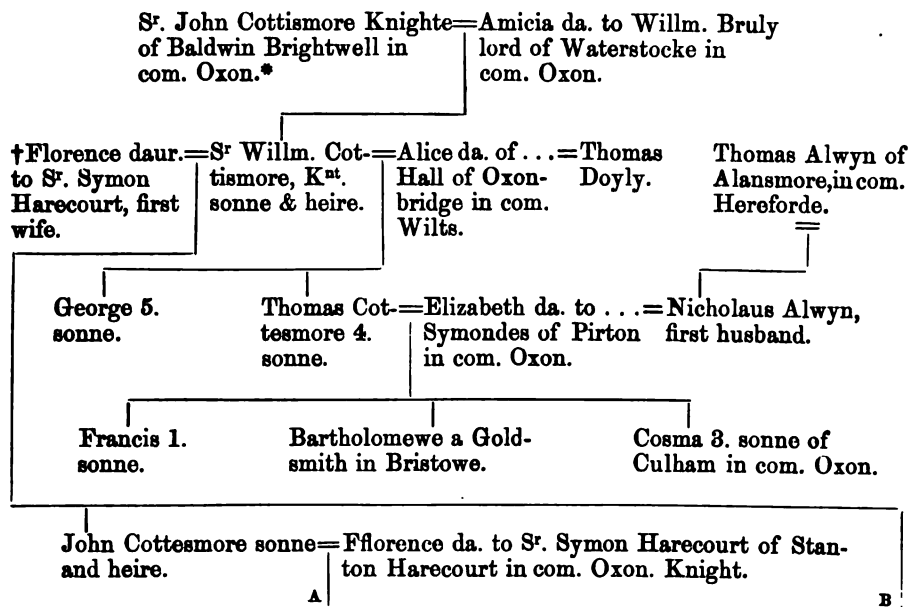 Sʳ. John Cottismore Knighte=Amicia da. to Willm. Bruly
of Baldwin Brightwell in lord of Waterstocke in
com. Oxon.* com. Oxon.
†Florence daur.=Sʳ Willm. Cot-=Alice da. of ...=Thomas Thomas Alwyn of
to Sʳ. Symon tismore, Kⁿᵗ. Hall of Oxon- Doyly. Alansmore, in com.
Harecourt, first sonne & heire. bridge in com. Hereforde.
wife. Wilts.
George 5. Thomas Cot-=Elizabeth da. to ...=Nicholaus Alwyn,
sonne. tesmore 4. Symondes of Pirton first husband.
sonne. in com. Oxon.
Francis 1. Bartholomewe a Gold- Cosma 3. sonne of
sonne. smith in Bristowe. Culham in com. Oxon.
John Cottesmore sonne=Fflorence da. to Sʳ. Symon Harecourt of Stan-
and heire. ton Harecourt in com. Oxon. Knight.
A B